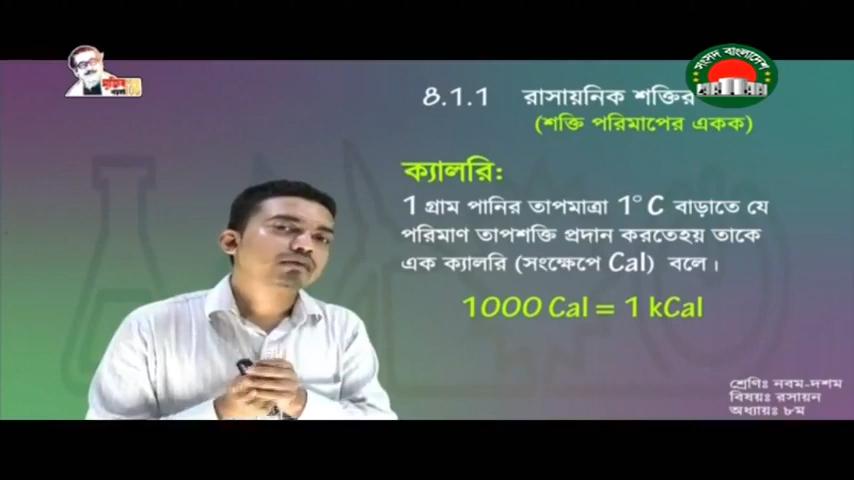 সংসদ বাংলাদেশ
8.1.1 রাসায়নিক শক্তির
(শক্তি পরিমাপের একক)
ক্যালরি:
1 গ্রাম পানির তাপমাত্রা 1° C বাড়াতে যে
পরিমাণ তাপশক্তি প্রদান করতেহয় তাকে
এক ক্যালরি (সংক্ষেপে Cal) বলে।
1000 Cal = 1 kCal
শ্রেণিঃ নবম-দশম
বিষয়ঃ রসায়ন
অধ্যায়ঃ ৮ম